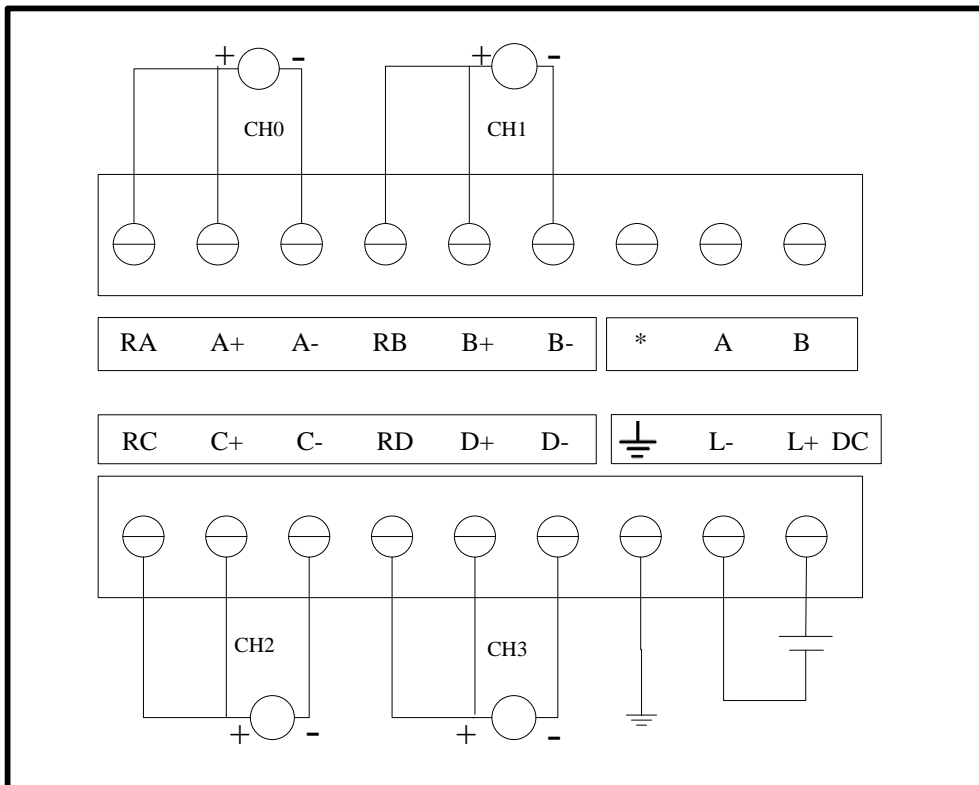 + - + -
CH0 CH1
RA A+ A- RB B+ B- * A B
RC C+ C- RD D+ D- L- L+ DC
CH2 CH3
+ - + -